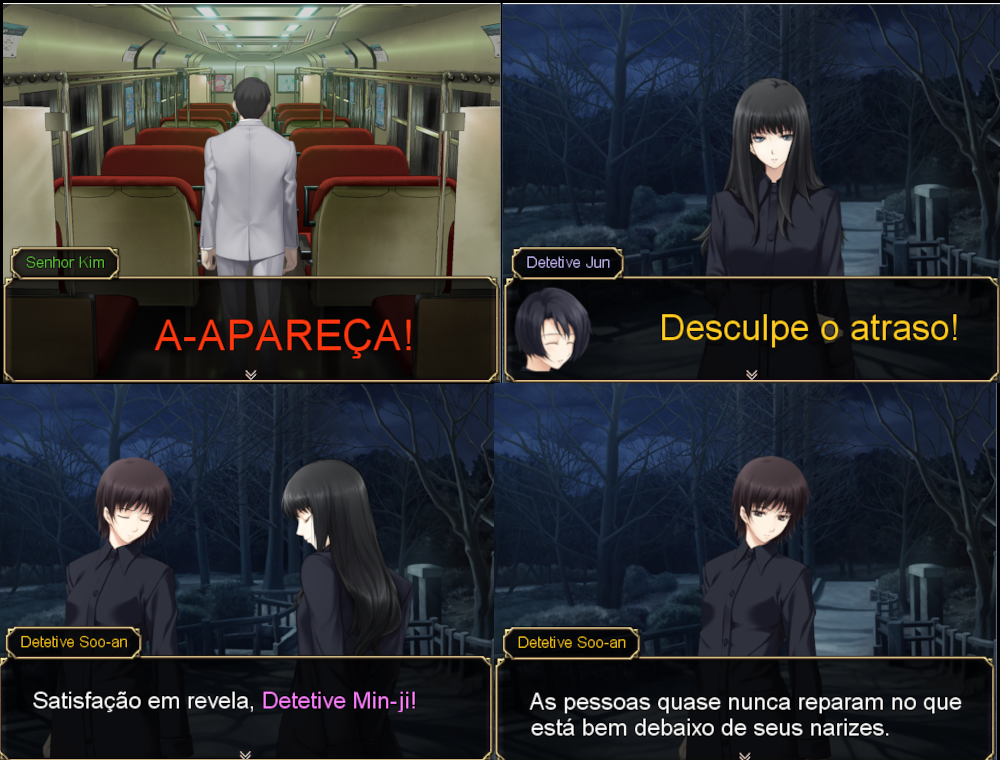 Senhor Kim
A-APAREÇA!
Detetive Jun
Desculpe o atraso!
Detetive Soo-an
Satisfação em revela, Detetive Min-ji!
Detetive Soo-an
As pessoas quase nunca reparam no que
está bem debaixo de seus narizes.